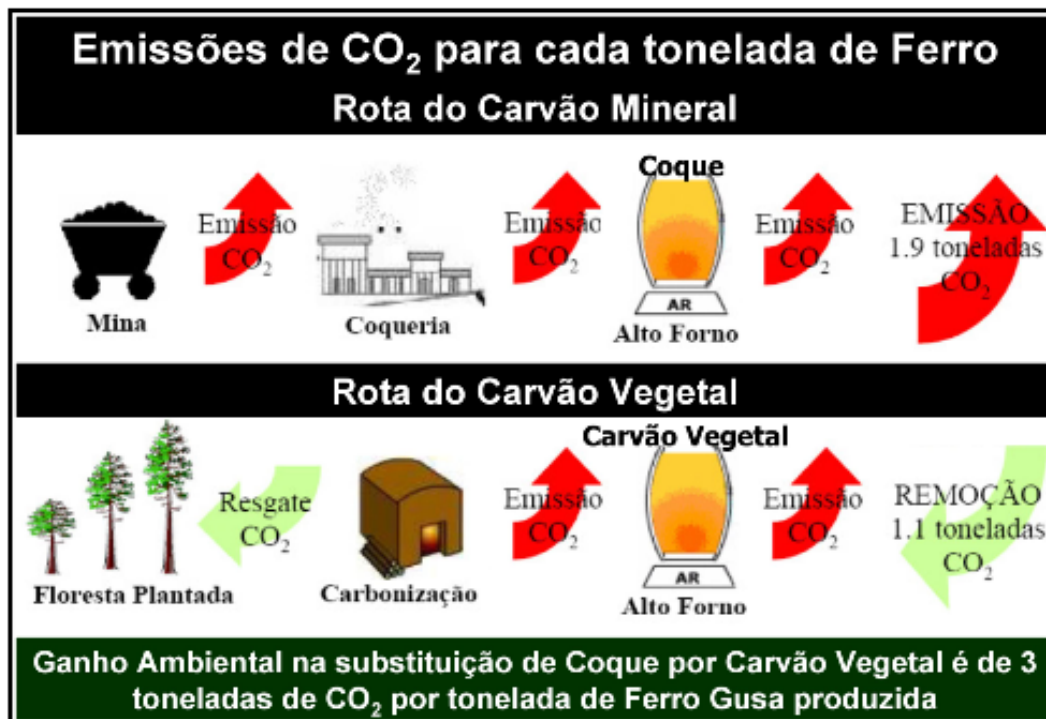 Emissões de CO₂ para cada tonelada de Ferro
Rota do Carvão Mineral
Coque
Emissão
CO₂
Emissão
CO₂
Emissão
CO₂
EMISSÃO
1.9 toneladas
CO₂
AR
Mina
Coqueria
Alto Forno
Rota do Carvão Vegetal
Carvão Vegetal
Resgate
CO₂
Emissão
CO₂
Emissão
CO₂
REMOÇÃO
1.1 toneladas
CO₂
AR
Floresta Plantada
Carbonização
Alto Forno
Ganho Ambiental na substituição de Coque por Carvão Vegetal é de 3
toneladas de CO₂ por tonelada de Ferro Gusa produzida